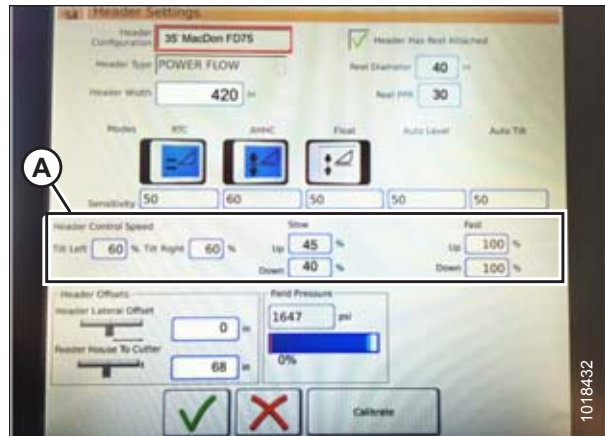 Header Settings
Header Configuration 35' MacDon FD75 Header Has Reel Attached
Header Type POWER FLOW Reel Diameter 40 in
Header Width 420 in Reel PPR 30
Modes RTC AHHC Float Auto Level Auto Tilt
A
Sensitivity 50 60 50 50 50
Header Control Speed Slow Fast
Tilt Left 60 % Tilt Right 60 % Up 45 % Up 100 %
Down 40 % Down 100 %
Header Offsets Field Pressure
Header Lateral Offset 0 in 1647 psi
Feeder House To Cutter 68 in 0%
Calibrate
1018432